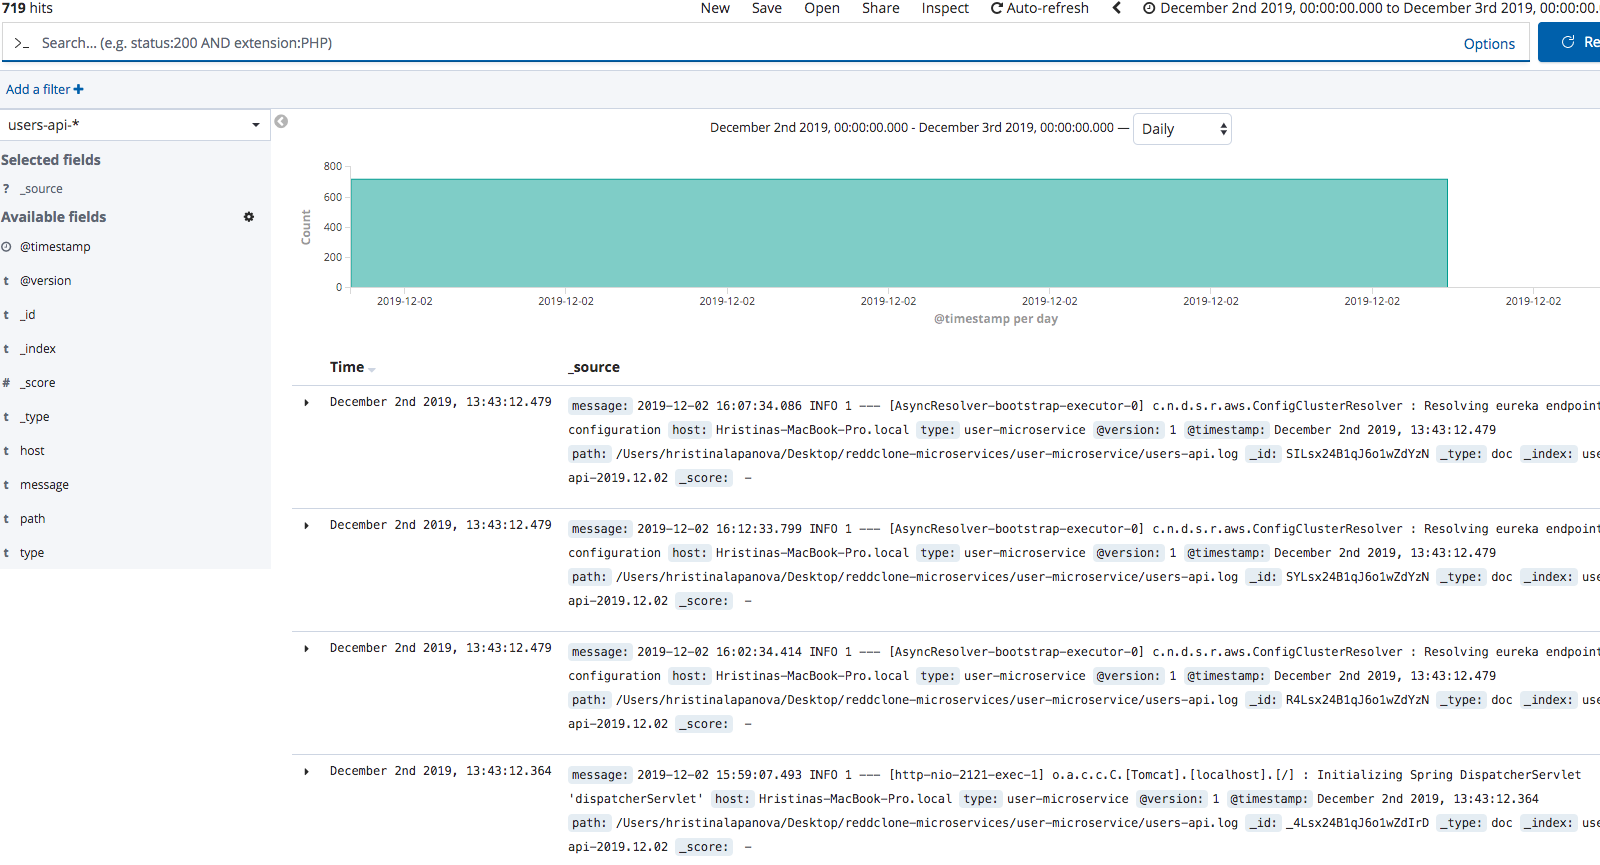 719 hits New Save Open Share Inspect Auto-refresh December 2nd 2019, 00:00:00.000 to December 3rd 2019, 00:00:00.
>_ Search... (e.g. status:200 AND extension:PHP) Options Re
Add a filter +
users-api-*
December 2nd 2019, 00:00:00.000 - December 3rd 2019, 00:00:00.000 — Daily
Selected fields
? _source
Available fields
@timestamp
t @version
t _id
t _index
# _score
t _type
t host
t message
t path
t type
Count
800
600
400
200
0
2019-12-02 2019-12-02 2019-12-02 2019-12-02 2019-12-02 2019-12-02 2019-12-02 2019-12-02
@timestamp per day
Time _source
December 2nd 2019, 13:43:12.479 message: 2019-12-02 16:07:34.086 INFO 1 --- [AsyncResolver-bootstrap-executor-0] c.n.d.s.r.aws.ConfigClusterResolver : Resolving eureka endpoint
configuration host: Hristinas-MacBook-Pro.local type: user-microservice @version: 1 @timestamp: December 2nd 2019, 13:43:12.479
path: /Users/hristinalapanova/Desktop/reddclone-microservices/user-microservice/users-api.log _id: SILsx24B1qJ6o1wZdYzN _type: doc _index: use
api-2019.12.02 _score: –
December 2nd 2019, 13:43:12.479 message: 2019-12-02 16:12:33.799 INFO 1 --- [AsyncResolver-bootstrap-executor-0] c.n.d.s.r.aws.ConfigClusterResolver : Resolving eureka endpoint
configuration host: Hristinas-MacBook-Pro.local type: user-microservice @version: 1 @timestamp: December 2nd 2019, 13:43:12.479
path: /Users/hristinalapanova/Desktop/reddclone-microservices/user-microservice/users-api.log _id: SYLsx24B1qJ6o1wZdYzN _type: doc _index: use
api-2019.12.02 _score: –
December 2nd 2019, 13:43:12.479 message: 2019-12-02 16:02:34.414 INFO 1 --- [AsyncResolver-bootstrap-executor-0] c.n.d.s.r.aws.ConfigClusterResolver : Resolving eureka endpoint
configuration host: Hristinas-MacBook-Pro.local type: user-microservice @version: 1 @timestamp: December 2nd 2019, 13:43:12.479
path: /Users/hristinalapanova/Desktop/reddclone-microservices/user-microservice/users-api.log _id: R4Lsx24B1qJ6o1wZdYzN _type: doc _index: use
api-2019.12.02 _score: –
December 2nd 2019, 13:43:12.364 message: 2019-12-02 15:59:07.493 INFO 1 --- [http-nio-2121-exec-1] o.a.c.c.C.[Tomcat].[localhost].[/] : Initializing Spring DispatcherServlet
'dispatcherServlet' host: Hristinas-MacBook-Pro.local type: user-microservice @version: 1 @timestamp: December 2nd 2019, 13:43:12.364
path: /Users/hristinalapanova/Desktop/reddclone-microservices/user-microservice/users-api.log _id: _4Lsx24B1qJ6o1wZdIrD _type: doc _index: use
api-2019.12.02 _score: –